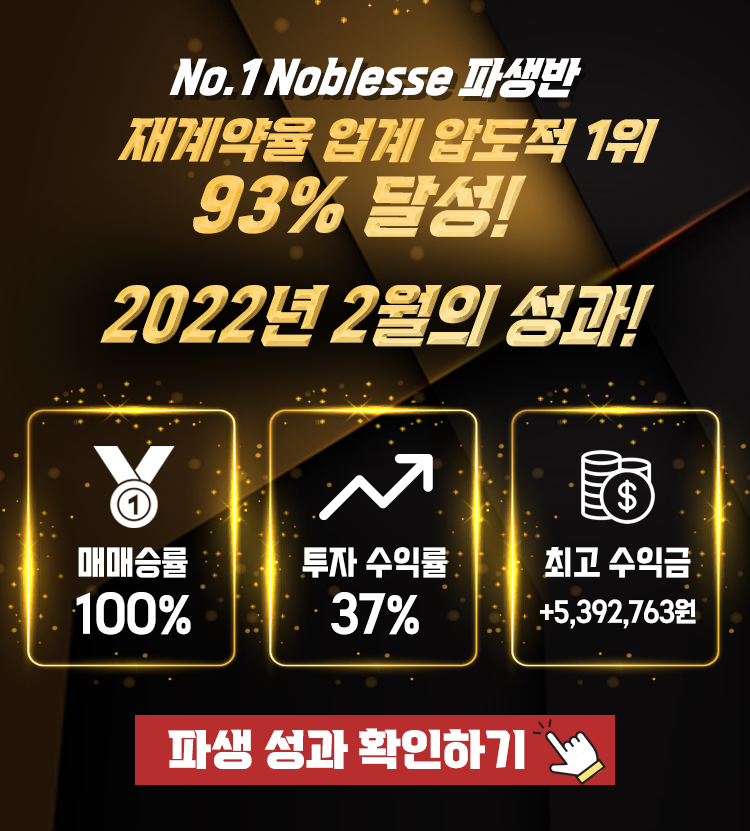 No.1 Noblesse 파생반
재계약율 업계 압도적 1위
93% 달성!
2022년 2월의 성과!
1
매매승률
100%
투자 수익률
37%
$
최고 수익금
+5,392,763원
파생 성과 확인하기